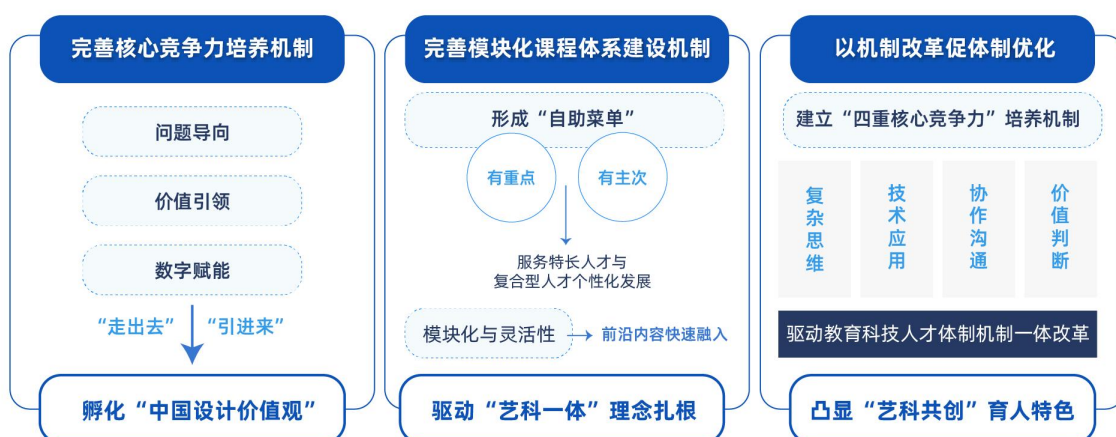 完善核心竞争力培养机制
问题导向
价值引领
数字赋能
“走出去” “引进来”
孵化“中国设计价值观”
完善模块化课程体系建设机制
形成“自助菜单”
有重点
有主次
服务特长人才与
复合型人才个性化发展
模块化与灵活性
前沿内容快速融入
驱动“艺科一体”理念扎根
以机制改革促体制优化
建立“四重核心竞争力”培养机制
复杂思维
技术应用
协作沟通
价值判断
驱动教育科技人才体制机制一体改革
凸显“艺科共创”育人特色